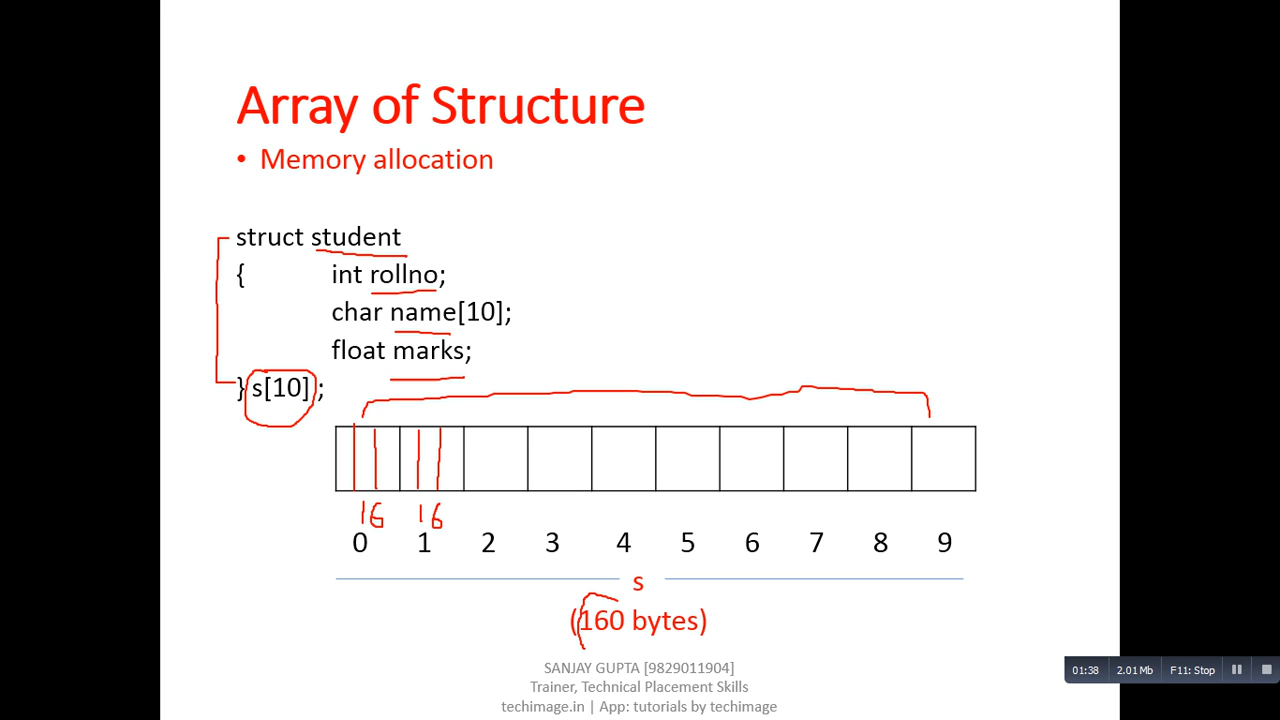 Array of Structure
• Memory allocation
struct student
{ int rollno;
char name[10];
float marks;
} s[10] ;
16 16
0 1 2 3 4 5 6 7 8 9
s
(160 bytes)
SANJAY GUPTA [9829011904]
Trainer, Technical Placement Skills
techimage.in | App: tutorials by techimage
01:38 2.01 Mb F11: Stop